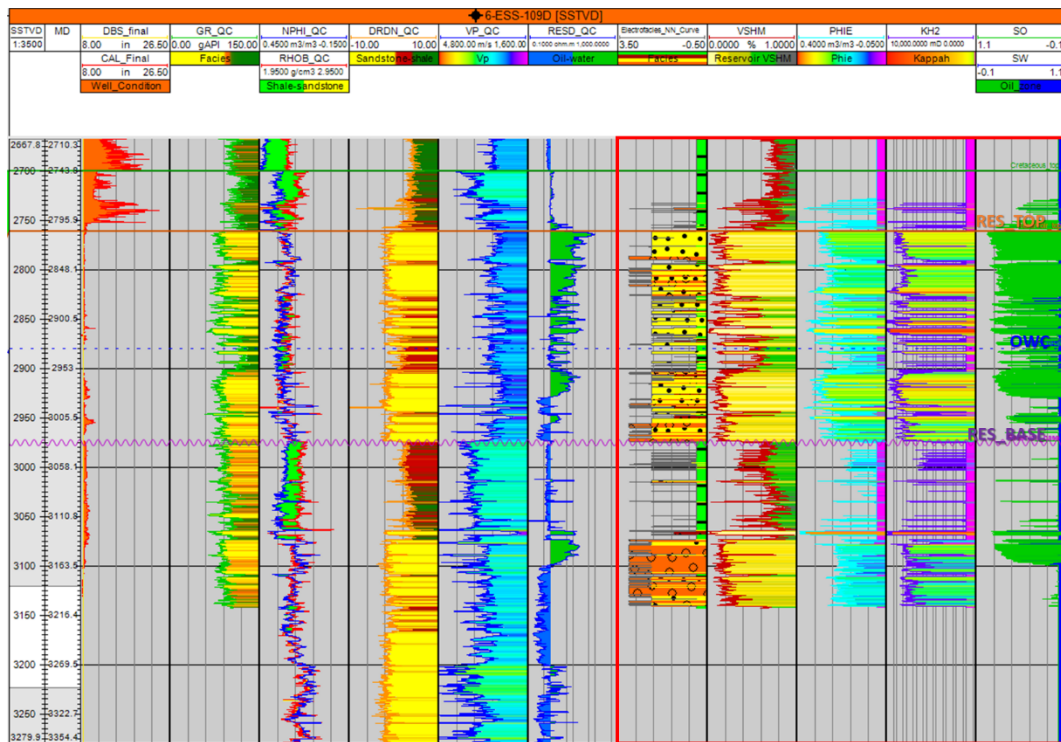 6-ESS-109D [SSTVD]
SSTVD MD DBS_final GR_QC NPHI_QC DRDN_QC VP_QC RESD_QC Electrofacies_NN_Curve VSHM PHIE KH2 SO
1:3500 8.00 in 26.50 0.00 gAPI 150.00 0.4500 m3/m3 -0.1500 -10.00 10.00 4,800.00 m/s 1,600.00 0.1000 ohm.m 1,000.0000 3.50 -0.50 0.0000 % 1.0000 0.4000 m3/m3 -0.0500 10,000.0000 mD 0.0000 1.1 -0.1
CAL_Final Facies RHOB_QC Sandstone-shale Vp Oil-water Facies Reservoir VSHM Phie Kappah SW
8.00 in 26.50 1.9500 g/cm3 2.9500 -0.1 1.1
Well_Condition Shale-sandstone Oil_zone
2667.8 2710.3
2700 2743.9
2750 2795.9
RES_TOP
2800 2848.1
2850 2900.5
OWC
2900 2953
2950 3005.5
RES_BASE
3000 3058.1
3050 3110.8
3100 3163.5
3150 3216.4
3200 3269.5
3250 3322.7
3279.9 3354.4